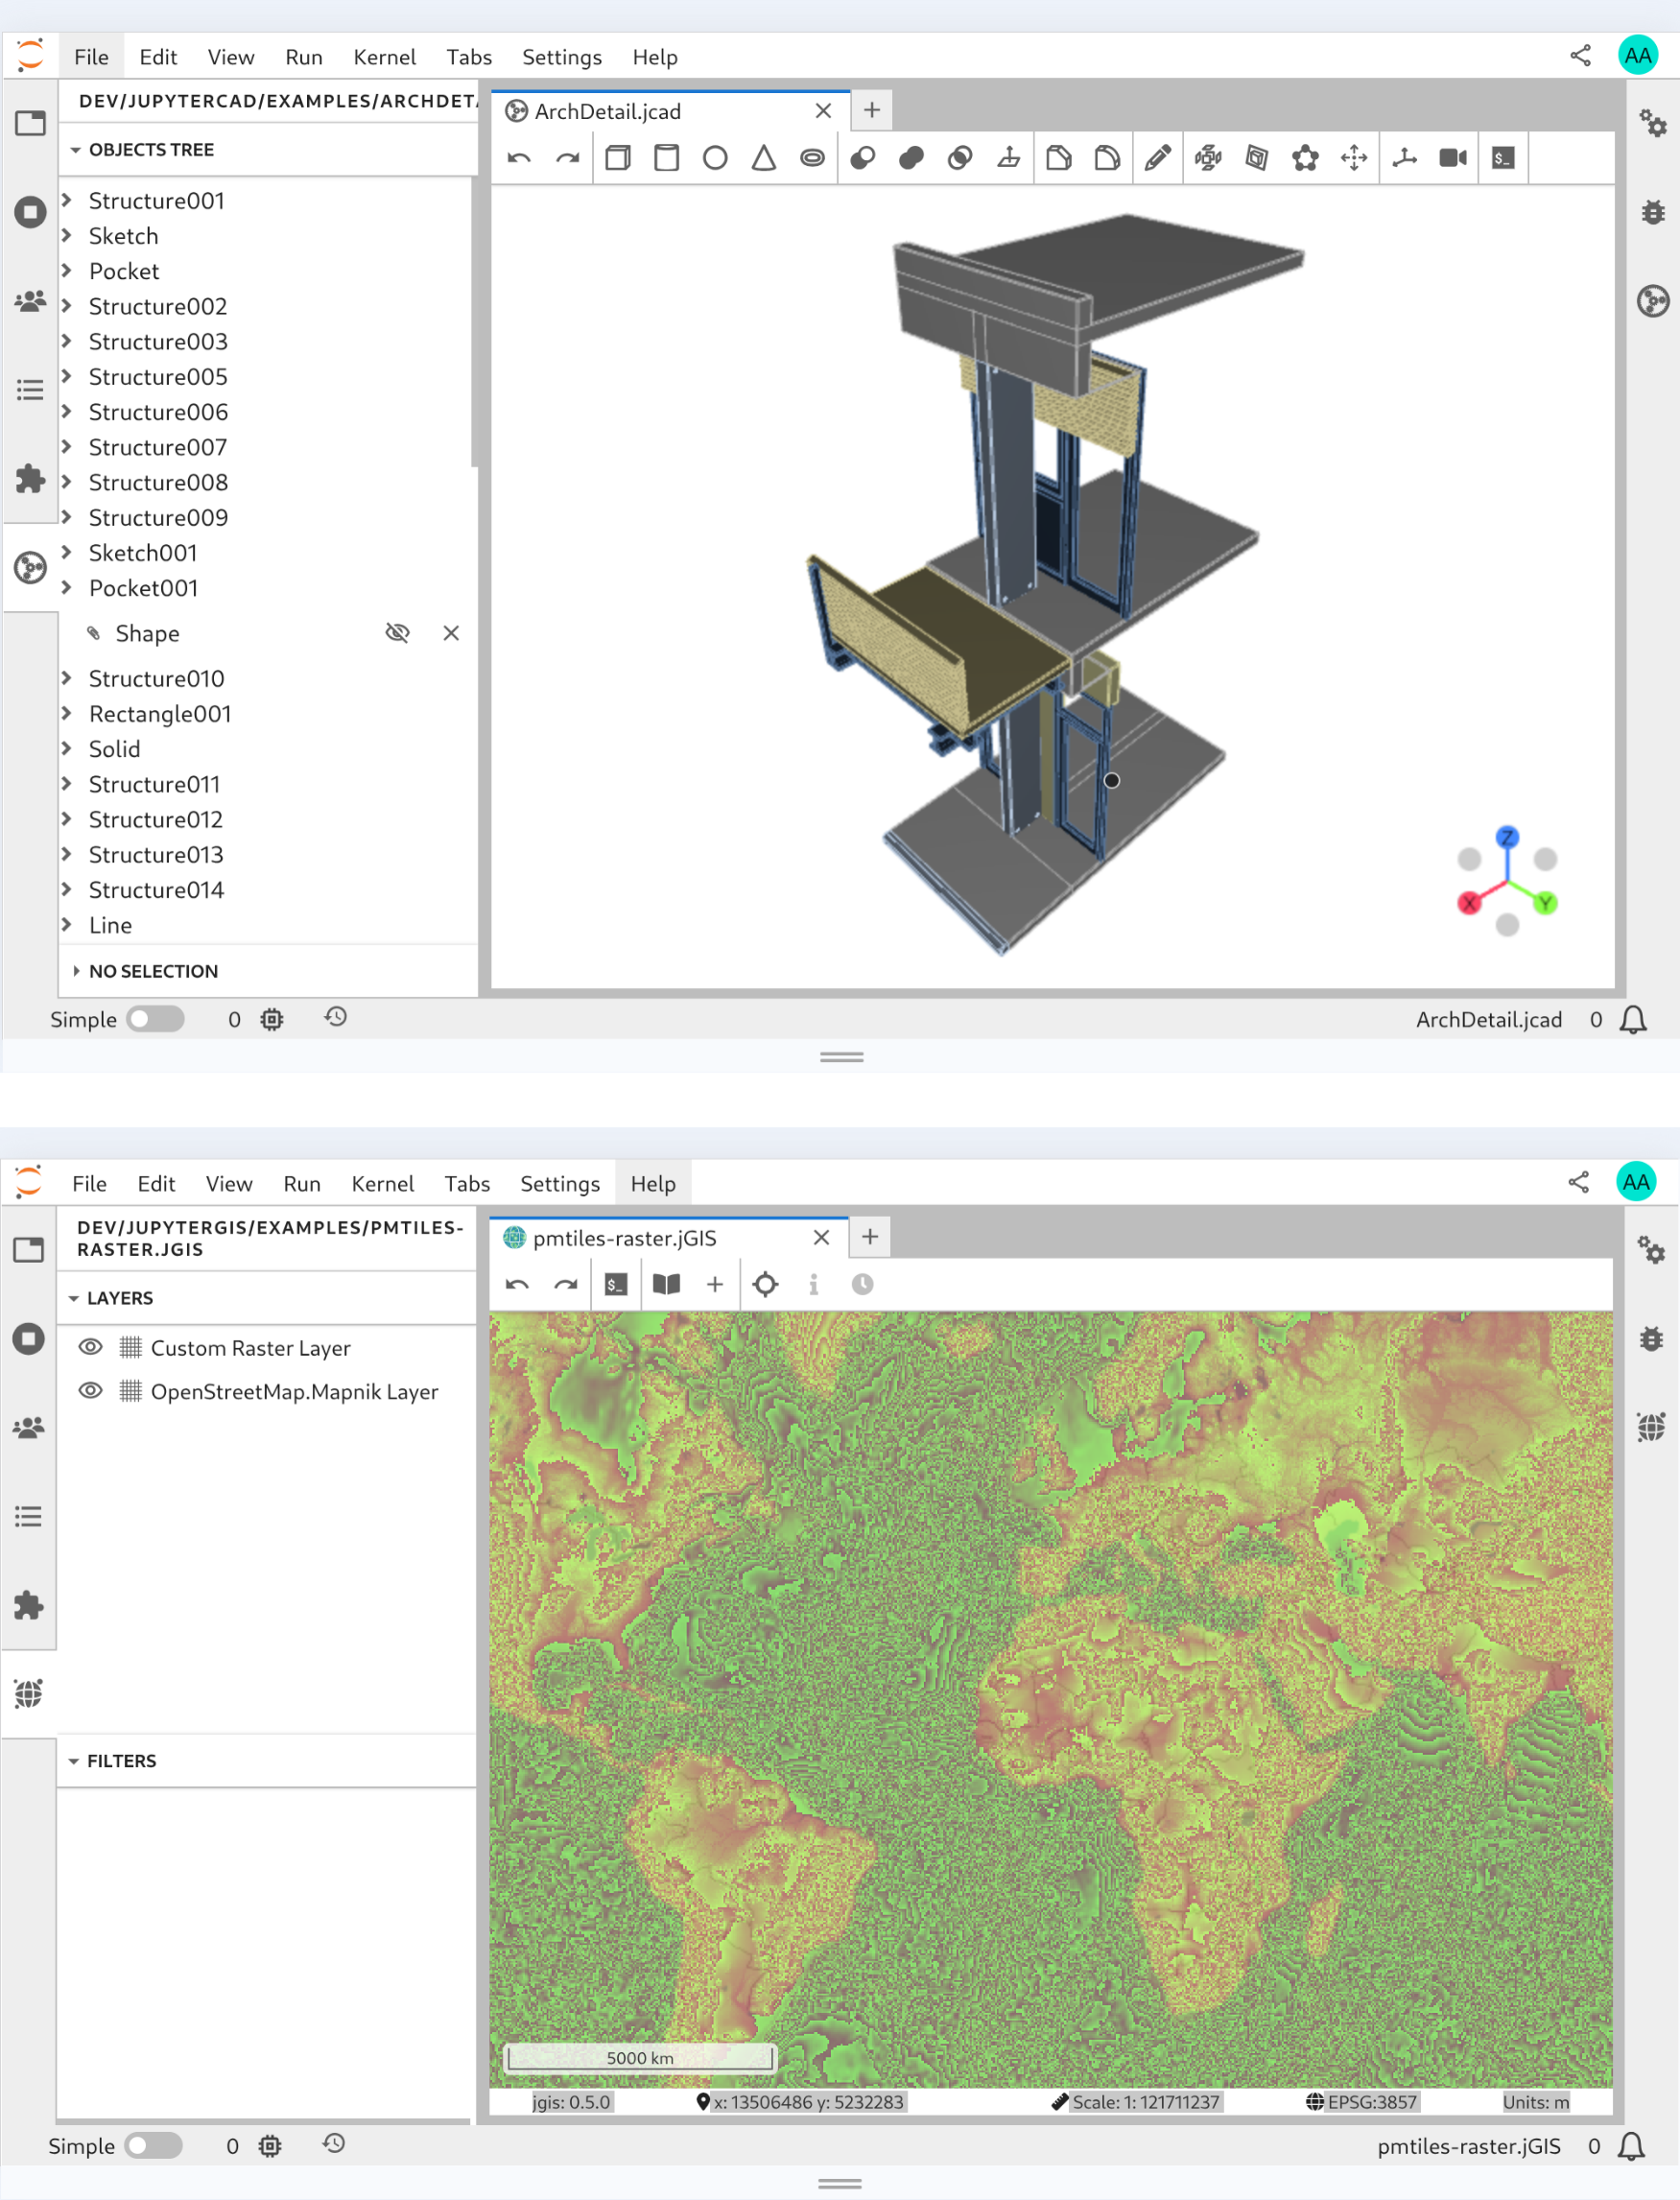 File Edit View Run Kernel Tabs Settings Help AA
DEV/JUPYTERCAD/EXAMPLES/ARCHDET
OBJECTS TREE
Structure001
Sketch
Pocket
Structure002
Structure003
Structure005
Structure006
Structure007
Structure008
Structure009
Sketch001
Pocket001
Shape
Structure010
Rectangle001
Solid
Structure011
Structure012
Structure013
Structure014
Line
NO SELECTION
ArchDetail.jcad
$_
Z
X Y
Simple 0 ArchDetail.jcad 0
File Edit View Run Kernel Tabs Settings Help AA
DEV/JUPYTERGIS/EXAMPLES/PMTILES-
RASTER.JGIS
LAYERS
Custom Raster Layer
OpenStreetMap.Mapnik Layer
FILTERS
pmtiles-raster.jGIS
$_
5000 km
jgis: 0.5.0 x: 13506486 y: 5232283 Scale: 1: 121711237 EPSG:3857 Units: m
Simple 0 pmtiles-raster.jGIS 0